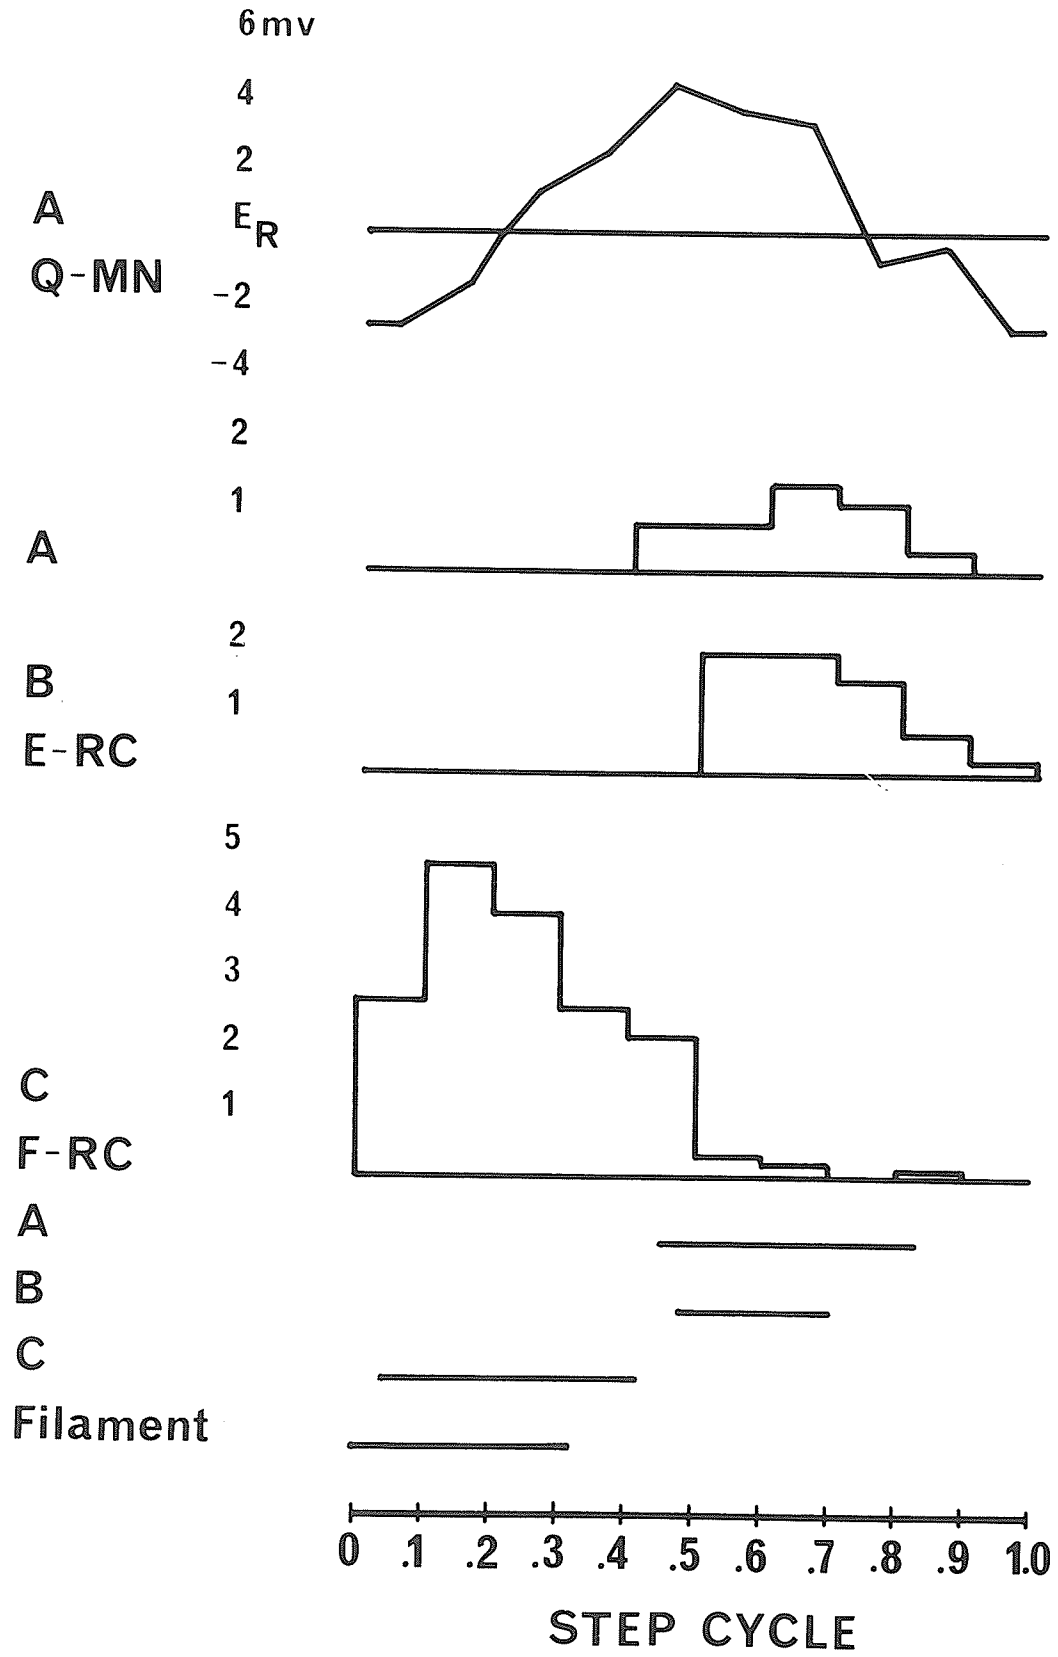 6mv
4
2
E_R
A
Q-MN
-2
-4
2
1
A
2
B
1
E-RC
5
4
3
2
C
1
F-RC
A
B
C
Filament
0 .1 .2 .3 .4 .5 .6 .7 .8 .9 1.0
STEP CYCLE